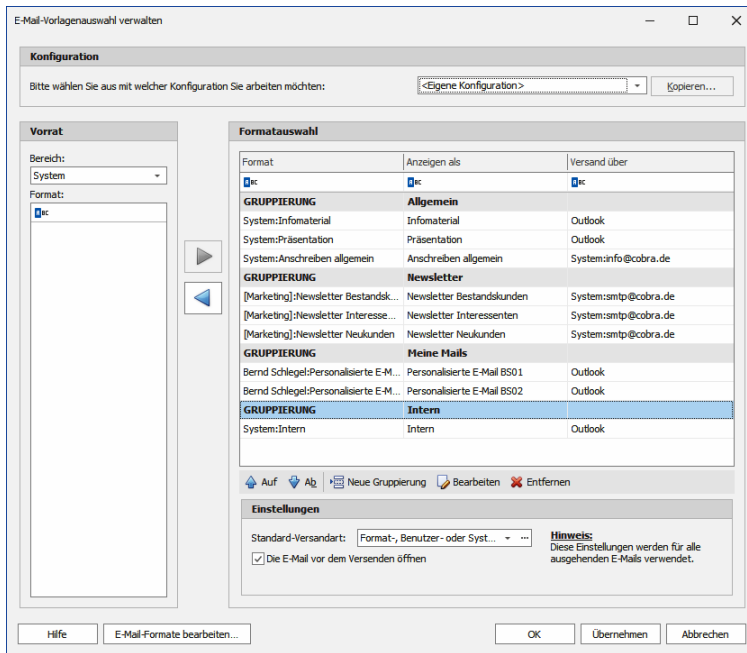 E-Mail-Vorlagenauswahl verwalten
Konfiguration
Bitte wählen Sie aus mit welcher Konfiguration Sie arbeiten möchten:
<Eigene Konfiguration>
Kopieren...
Vorrat
Bereich:
System
Format:
Formatauswahl
Format Anzeigen als Versand über
GRUPPIERUNG Allgemein
System:Infomaterial Infomaterial Outlook
System:Präsentation Präsentation Outlook
System:Anschreiben allgemein Anschreiben allgemein System:info@cobra.de
GRUPPIERUNG Newsletter
[Marketing]:Newsletter Bestandsk... Newsletter Bestandskunden System:smtp@cobra.de
[Marketing]:Newsletter Interesse... Newsletter Interessenten System:smtp@cobra.de
[Marketing]:Newsletter Neukunden Newsletter Neukunden System:smtp@cobra.de
GRUPPIERUNG Meine Mails
Bernd Schlegel:Personalisierte E-M... Personalisierte E-Mail BS01 Outlook
Bernd Schlegel:Personalisierte E-M... Personalisierte E-Mail BS02 Outlook
GRUPPIERUNG Intern
System:Intern Intern Outlook
Auf Ab Neue Gruppierung Bearbeiten Entfernen
Einstellungen
Standard-Versandart: Format-, Benutzer- oder Syst... ...
Die E-Mail vor dem Versenden öffnen
Hinweis:
Diese Einstellungen werden für alle
ausgehenden E-Mails verwendet.
Hilfe E-Mail-Formate bearbeiten... OK Übernehmen Abbrechen